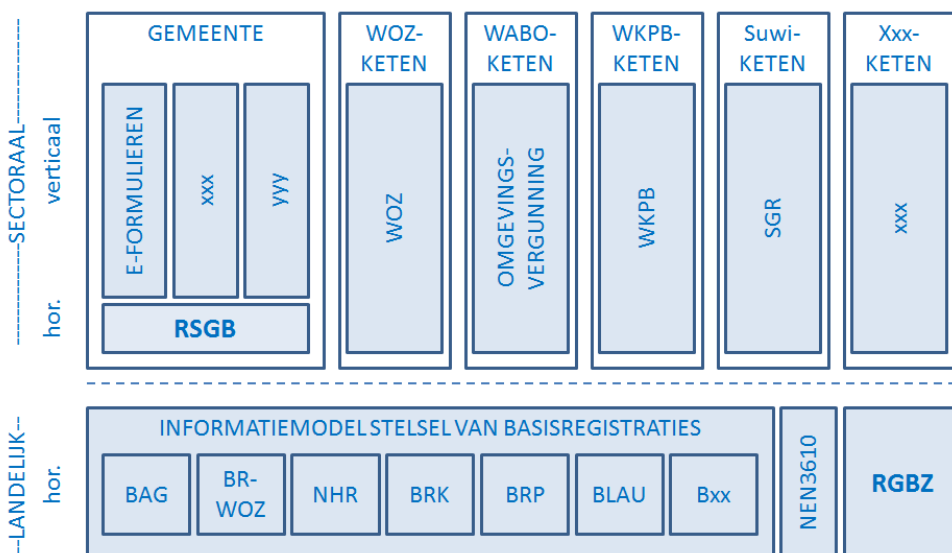 GEMEENTE
WOZ-
KETEN
WABO-
KETEN
WKPB-
KETEN
Suwi-
KETEN
Xxx-
KETEN
---SECTORAAL---
verticaal
hor.
E-FORMULIEREN
xxx
yyy
RSGB
WOZ
OMGEVINGS-
VERGUNNING
WKPB
SGR
xxx
--LANDELIJK--
hor.
INFORMATIEMODEL STELSEL VAN BASISREGISTRATIES
BAG
BR-
WOZ
NHR
BRK
BRP
BLAU
Bxx
NEN3610
RGBZ